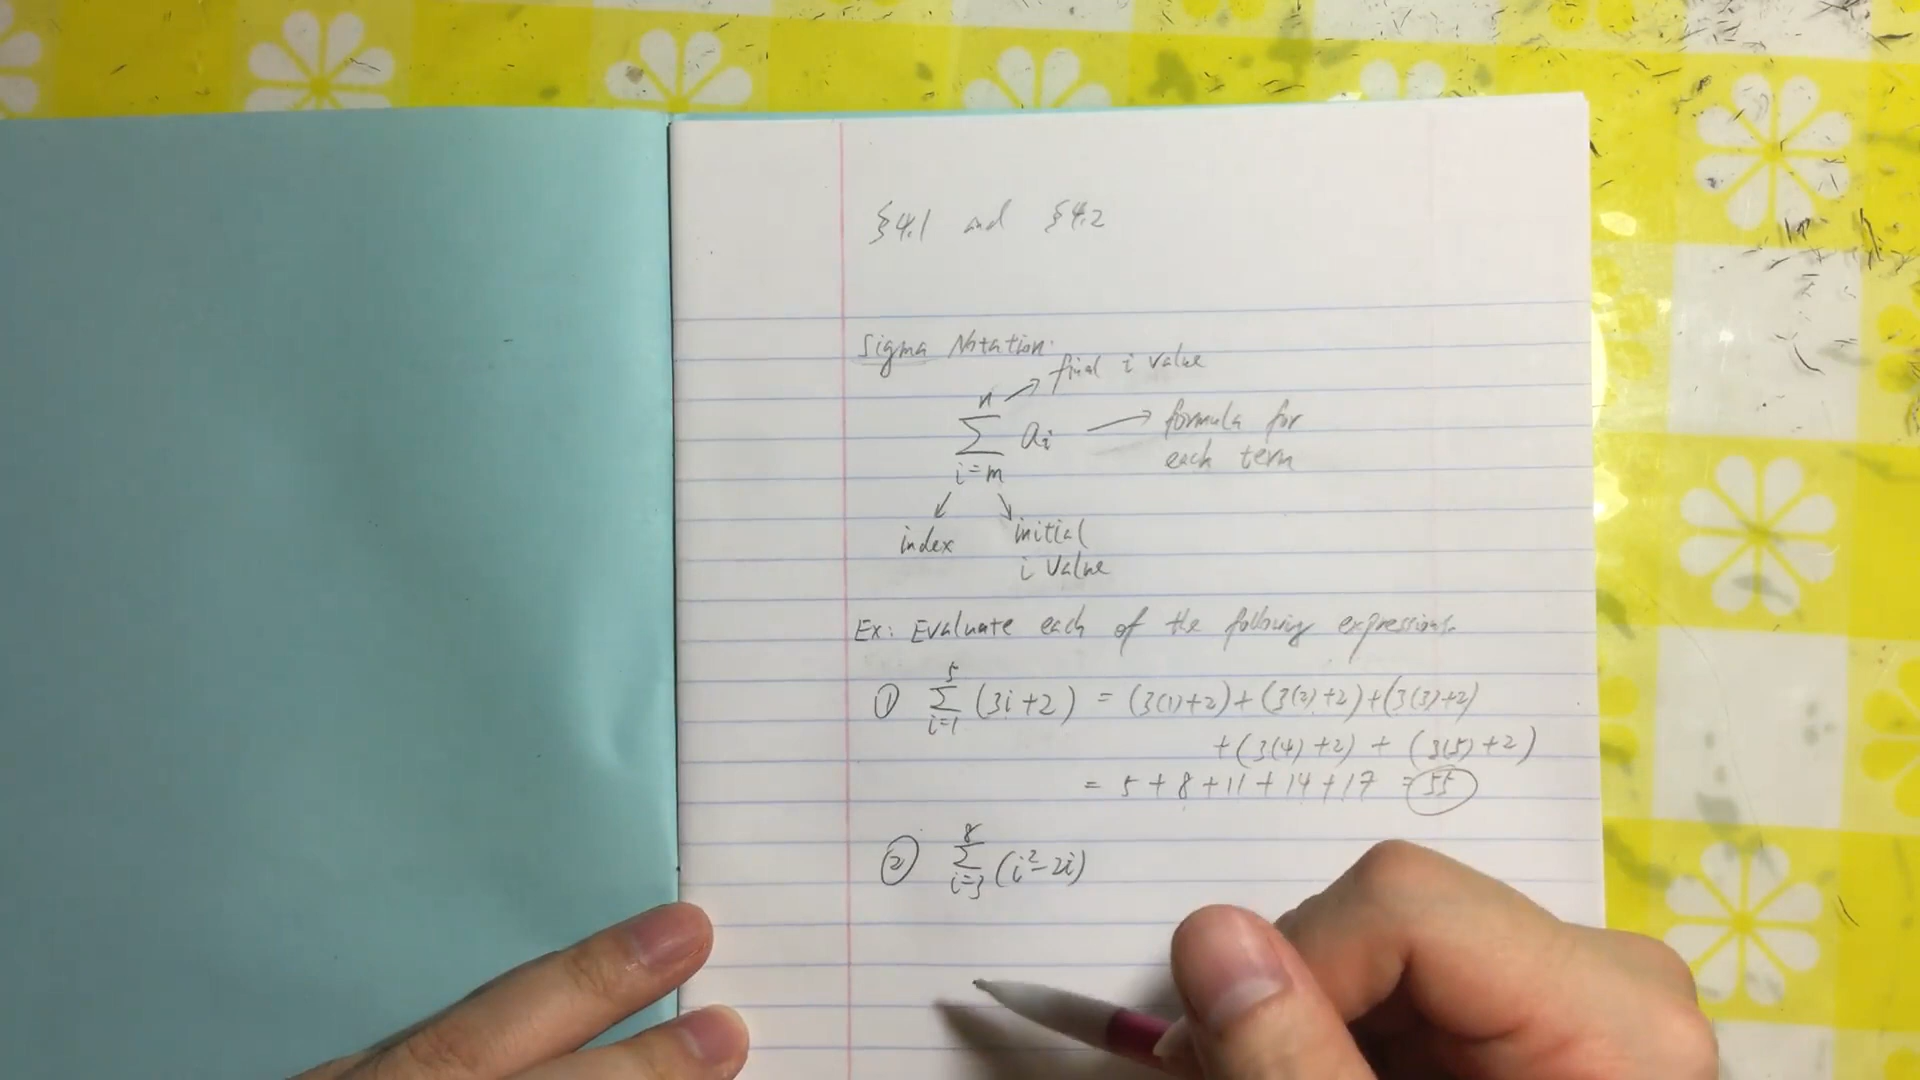 §4.1 and §4.2
Sigma Notation:
n → final i value
∑ aᵢ → formula for
each term
i=m
index
initial
i value
Ex: Evaluate each of the following expressions.
① ∑_{i=1}^{5} (3i+2) = (3(1)+2)+(3(2)+2)+(3(3)+2)
+(3(4)+2) + (3(5)+2)
= 5+8+11+14+17 = 55
② ∑_{i=3}^{8} (i²-2i)